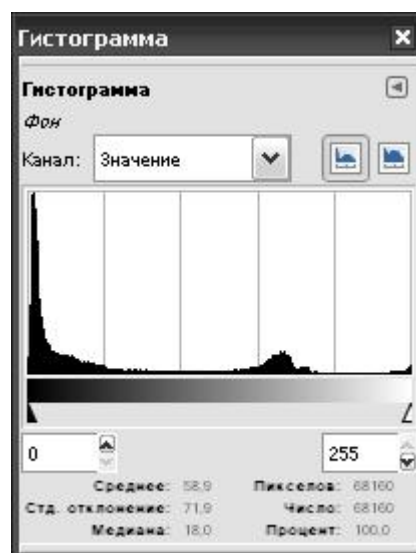 Гистограмма
Гистограмма
Фон
Канал: Значение
0 255
Среднее: 58,9 Пикселов: 68160
Стд. отклонение: 71,9 Число: 68160
Медиана: 18,0 Процент: 100,0